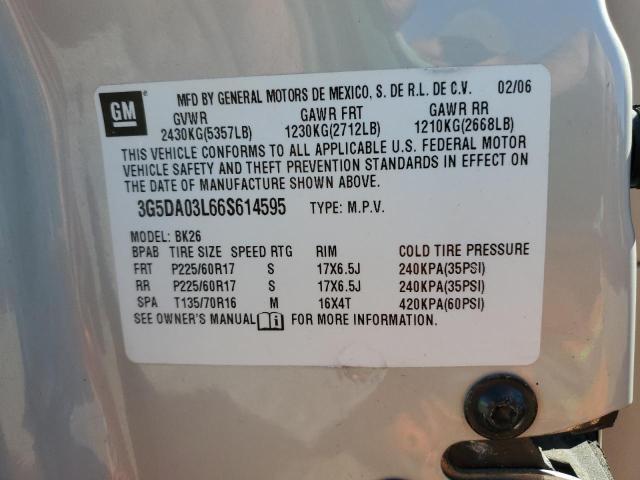 GM
MFD BY GENERAL MOTORS DE MEXICO, S. DE R.L. DE C.V. 02/06
GVWR GAWR FRT GAWR RR
2430KG(5357LB) 1230KG(2712LB) 1210KG(2668LB)
THIS VEHICLE CONFORMS TO ALL APPLICABLE U.S. FEDERAL MOTOR
VEHICLE SAFETY AND THEFT PREVENTION STANDARDS IN EFFECT ON
THE DATE OF MANUFACTURE SHOWN ABOVE.
3G5DA03L66S614595 TYPE: M.P.V.
MODEL: BK26
BPAB TIRE SIZE SPEED RTG RIM COLD TIRE PRESSURE
FRT P225/60R17 S 17X6.5J 240KPA(35PSI)
RR P225/60R17 S 17X6.5J 240KPA(35PSI)
SPA T135/70R16 M 16X4T 420KPA(60PSI)
SEE OWNER'S MANUAL FOR MORE INFORMATION.